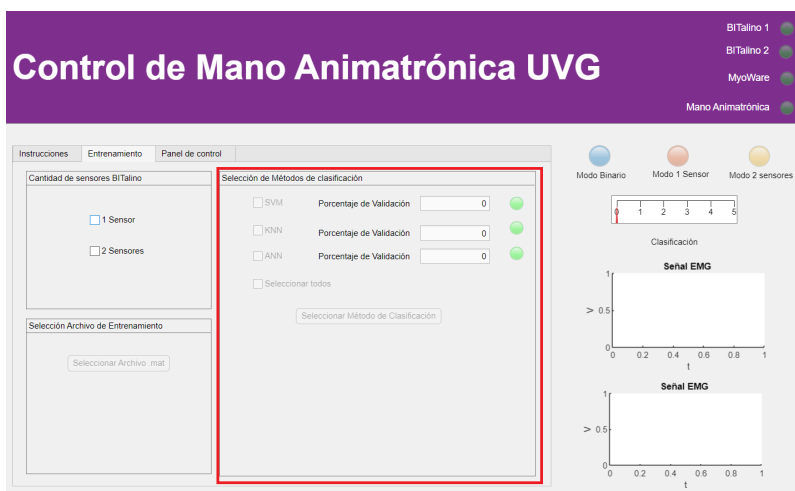 Control de Mano Animatrónica UVG
BITalino 1
BITalino 2
MyoWare
Mano Animatrónica
Instrucciones
Entrenamiento
Panel de control
Cantidad de sensores BITalino
1 Sensor
2 Sensores
Selección Archivo de Entrenamiento
Seleccionar Archivo .mat
Selección de Métodos de clasificación
SVM Porcentaje de Validación 0
KNN Porcentaje de Validación 0
ANN Porcentaje de Validación 0
Seleccionar todos
Seleccionar Método de Clasificación
Modo Binario
Modo 1 Sensor
Modo 2 sensores
0 1 2 3 4 5
Clasificación
Señal EMG
1
0.5
0
V
0 0.2 0.4 0.6 0.8 1
t
Señal EMG
1
0.5
0
V
0 0.2 0.4 0.6 0.8 1
t